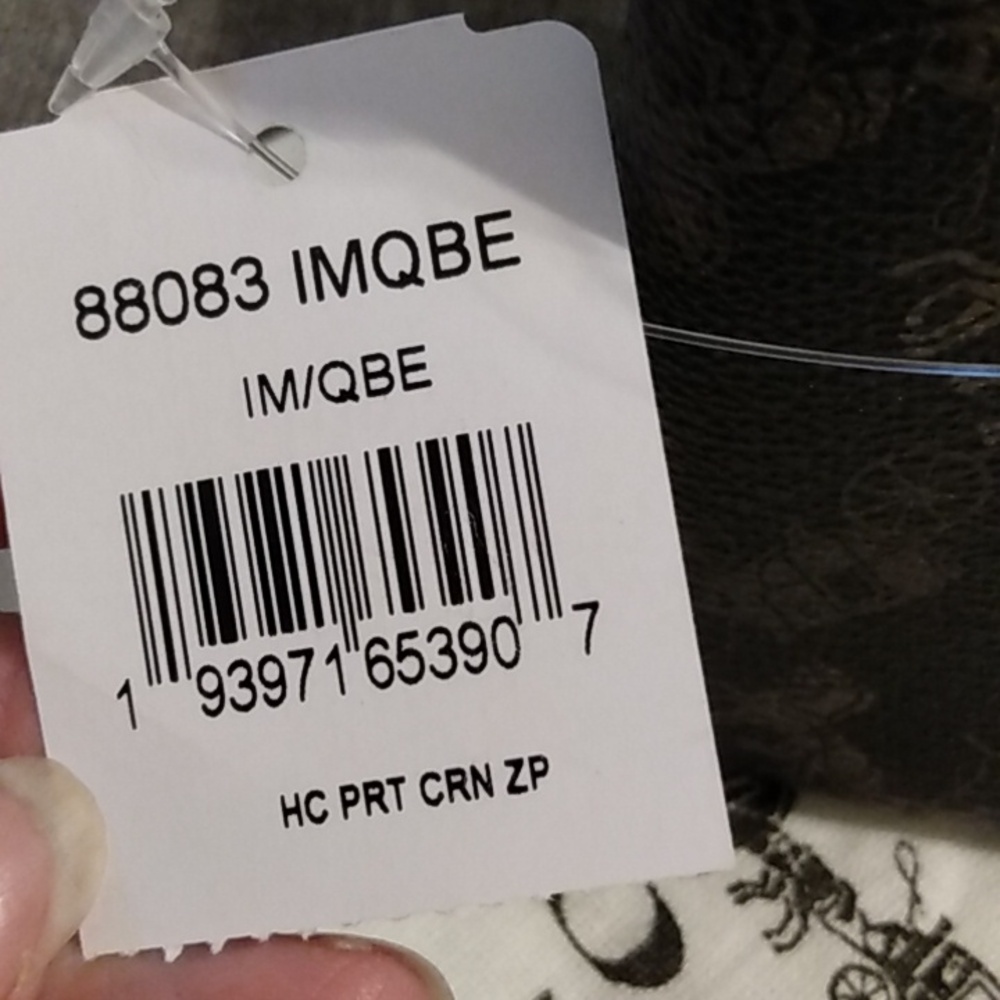 88083 IMQBE
IM/QBE
1 93971 65390 7
HC PRT CRN ZP